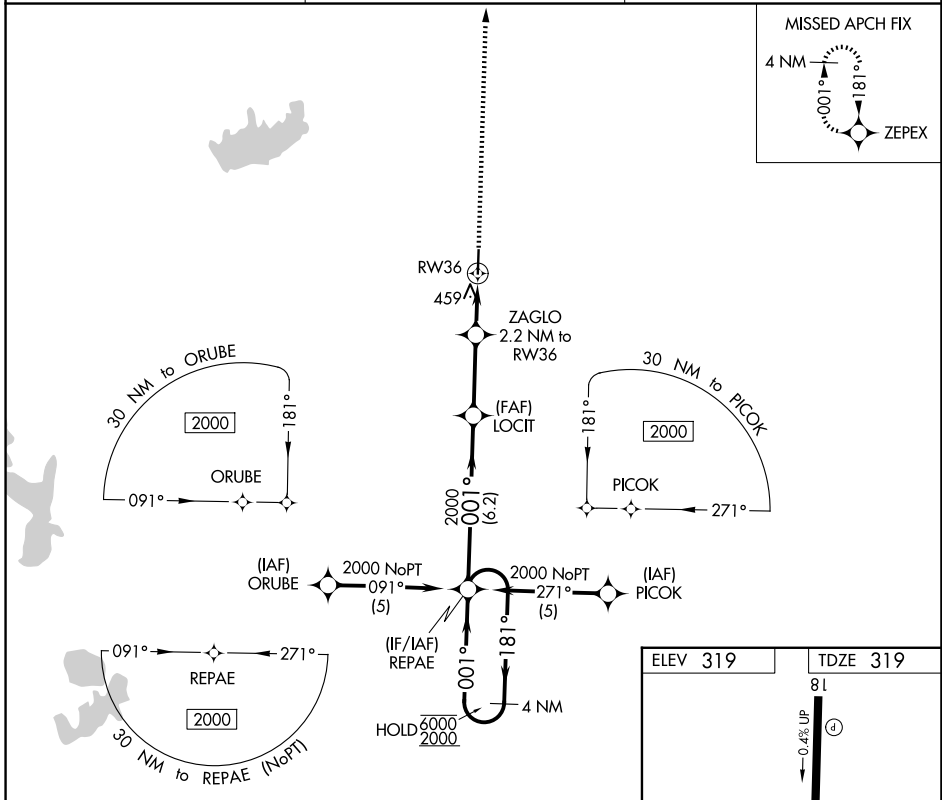 MISSED APCH FIX
4 NM
001°
181°
ZEPEX
RW36
459
ZAGLO
2.2 NM to
RW36
(FAF)
LOCIT
30 NM to ORUBE
2000
181°
ORUBE
091°
30 NM to PICOK
2000
181°
PICOK
271°
2000
001°
(6.2)
(IAF)
ORUBE
2000 NoPT
091°
(5)
2000 NoPT
271°
(5)
(IAF)
PICOK
(IF/IAF)
REPAE
001°
181°
4 NM
HOLD 6000
2000
091°
271°
REPAE
2000
30 NM to REPAE (NoPT)
ELEV 319
TDZE 319
18
0.4% UP
P